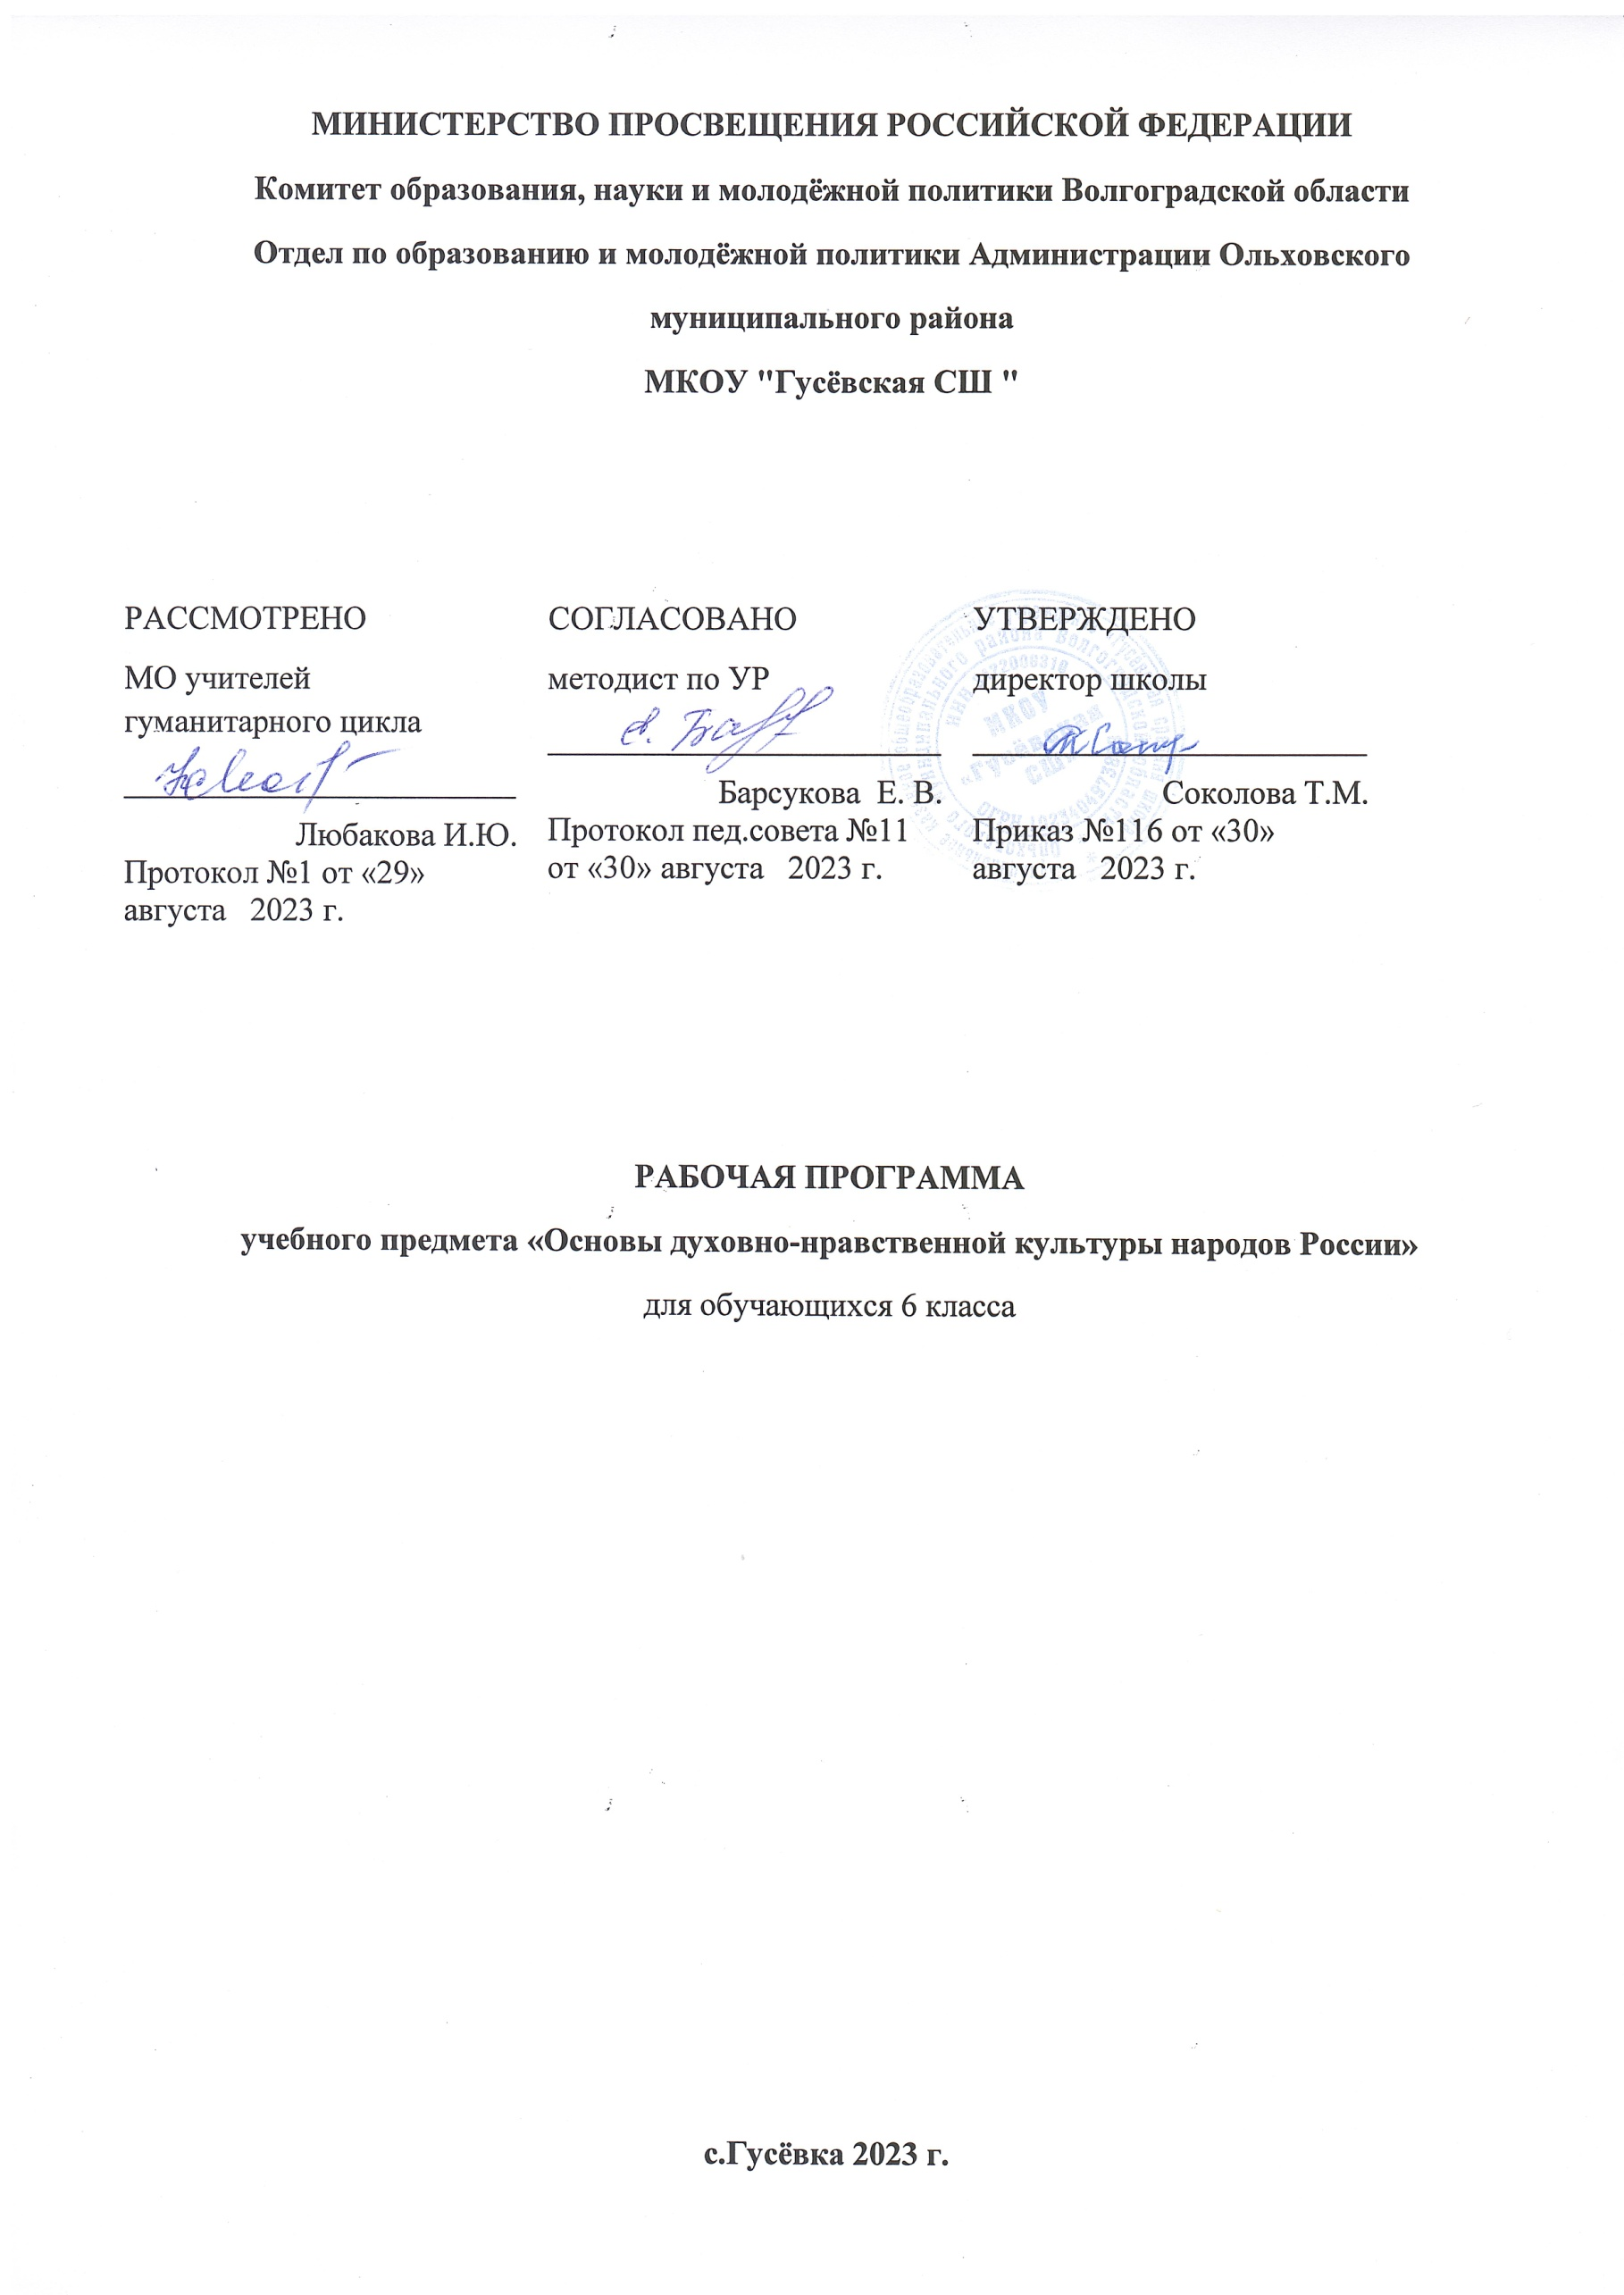 МИНИСТЕРСТВО ПРОСВЕЩЕНИЯ РОССИЙСКОЙ ФЕДЕРАЦИИ
Комитет образования, науки и молодёжной политики Волгоградской области
Отдел по образованию и молодёжной политики Администрации Ольховского
муниципального района
МКОУ "Гусёвская СШ "
РАССМОТРЕНО
МО учителей
гуманитарного цикла
Любакова И.Ю.
Протокол №1 от «29»
августа 2023 г.
СОГЛАСОВАНО
методист по УР
Барсукова Е. В.
Протокол пед.совета №11
от «30» августа 2023 г.
УТВЕРЖДЕНО
директор школы
Соколова Т.М.
Приказ №116 от «30»
августа 2023 г.
МКОУ
«Гусёвская
СШ»
РАБОЧАЯ ПРОГРАММА
учебного предмета «Основы духовно-нравственной культуры народов России»
для обучающихся 6 класса
с.Гусёвка 2023 г.